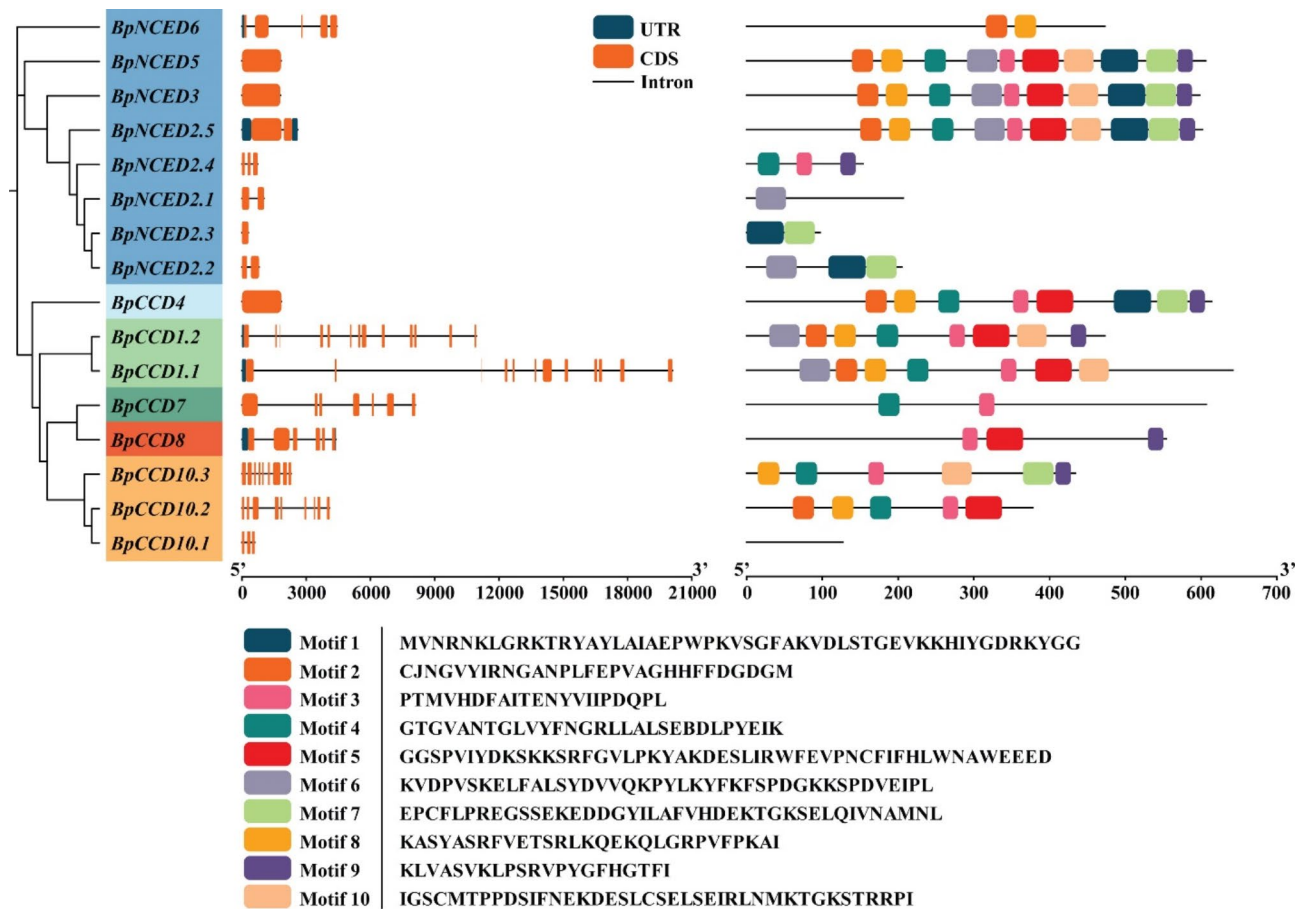 BpNCED6
BpNCED5
BpNCED3
BpNCED2.5
BpNCED2.4
BpNCED2.1
BpNCED2.3
BpNCED2.2
BpCCD4
BpCCD1.2
BpCCD1.1
BpCCD7
BpCCD8
BpCCD10.3
BpCCD10.2
BpCCD10.1
UTR
CDS
Intron
5’ 3’
0 3000 6000 9000 12000 15000 18000 21000
5’ 3’
0 100 200 300 400 500 600 700
Motif 1 MVNRNKLGRKTRYAYLAIAEPWPKVSGFAKVDLSTGEVKKHIYGDRKYGG
Motif 2 CJNGVYIRNGANPLFEPVAGHHFFDGDGM
Motif 3 PTMVHDFAITENYVIIPDQPL
Motif 4 GTGVANTGLVYFNGRLLALSEBDLPYEIK
Motif 5 GGSPVIYDKSKKSRFGVLPKYAKDESLIRWFEVPNCFIFHLWNAWEEED
Motif 6 KVDPVSKELFALSYDVVQKPYLKYFKFSPDGKKSPDVEIPL
Motif 7 EPCFLPREGSSEKEDDGYILAFVHDEKTGKSELQIVNAMNL
Motif 8 KASYASRFVETSRLKQEKQLGRPVFPKAI
Motif 9 KLVASVKLPSRVPYGFHGTFI
Motif 10 IGSCMTPPDSIFNEKDESLCSELSEIRLNMKTGKSTRRPI